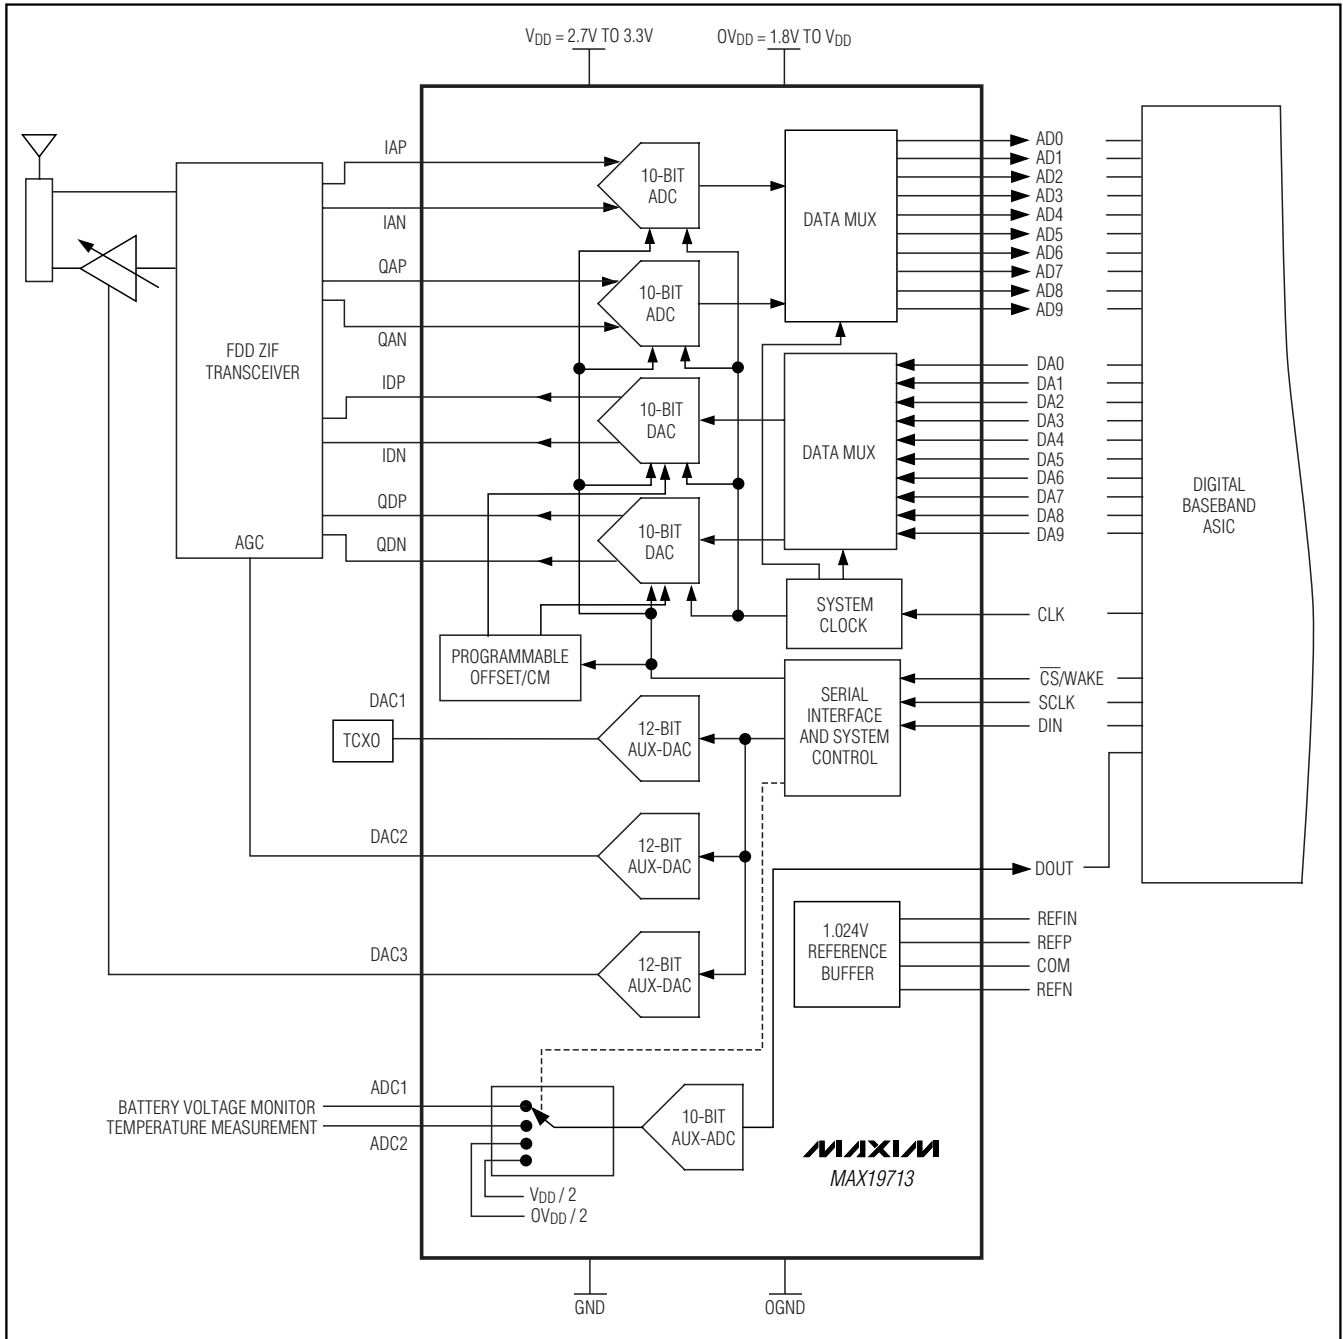 VDD = 2.7V TO 3.3V
OVDD = 1.8V TO VDD
IAP
IAN
QAP
QAN
IDP
IDN
QDP
QDN
FDD ZIF
TRANSCEIVER
AGC
10-BIT
ADC
10-BIT
ADC
10-BIT
DAC
10-BIT
DAC
DATA MUX
DATA MUX
AD0
AD1
AD2
AD3
AD4
AD5
AD6
AD7
AD8
AD9
DA0
DA1
DA2
DA3
DA4
DA5
DA6
DA7
DA8
DA9
DIGITAL
BASEBAND
ASIC
SYSTEM
CLOCK
CLK
PROGRAMMABLE
OFFSET/CM
SERIAL
INTERFACE
AND SYSTEM
CONTROL
C̅S̅/WAKE
SCLK
DIN
DAC1
TCXO
12-BIT
AUX-DAC
DAC2
12-BIT
AUX-DAC
DOUT
DAC3
12-BIT
AUX-DAC
1.024V
REFERENCE
BUFFER
REFIN
REFP
COM
REFN
ADC1
BATTERY VOLTAGE MONITOR
TEMPERATURE MEASUREMENT
ADC2
10-BIT
AUX-ADC
VDD / 2
OVDD / 2
MAXIM
MAX19713
GND
OGND